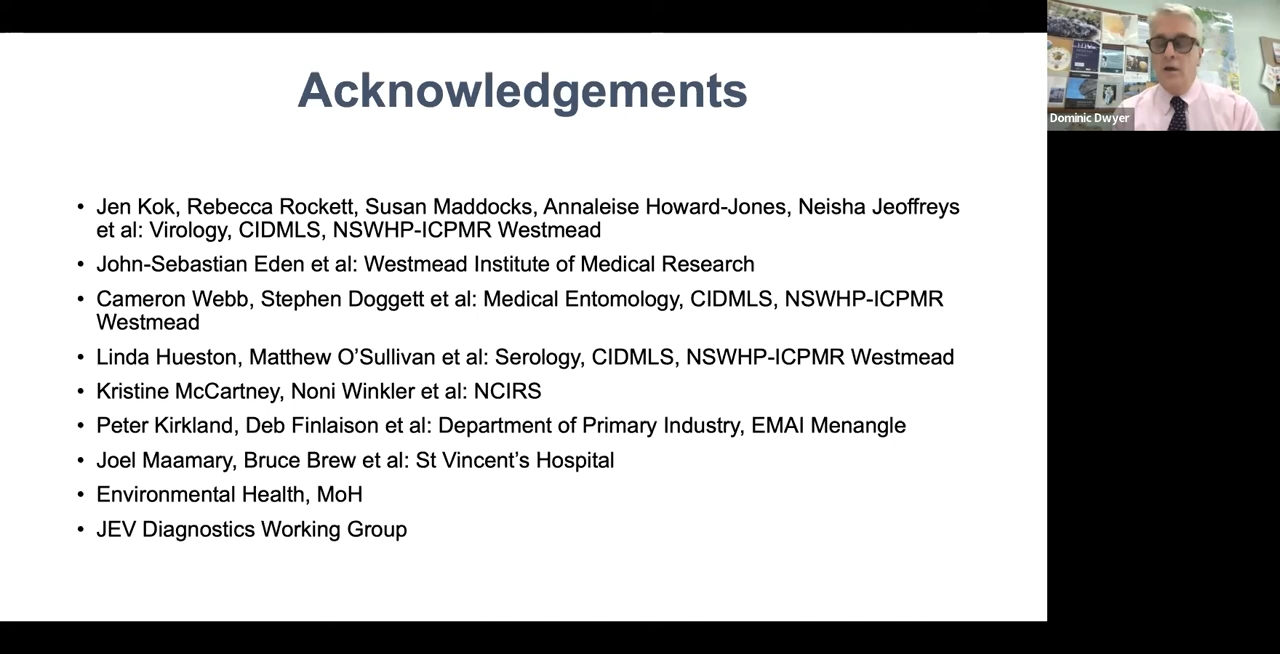 Acknowledgements
Dominic Dwyer
• Jen Kok, Rebecca Rockett, Susan Maddocks, Annaleise Howard-Jones, Neisha Jeoffreys
et al: Virology, CIDMLS, NSWHP-ICPMR Westmead
• John-Sebastian Eden et al: Westmead Institute of Medical Research
• Cameron Webb, Stephen Doggett et al: Medical Entomology, CIDMLS, NSWHP-ICPMR
Westmead
• Linda Hueston, Matthew O’Sullivan et al: Serology, CIDMLS, NSWHP-ICPMR Westmead
• Kristine McCartney, Noni Winkler et al: NCIRS
• Peter Kirkland, Deb Finlaison et al: Department of Primary Industry, EMAI Menangle
• Joel Maamary, Bruce Brew et al: St Vincent’s Hospital
• Environmental Health, MoH
• JEV Diagnostics Working Group